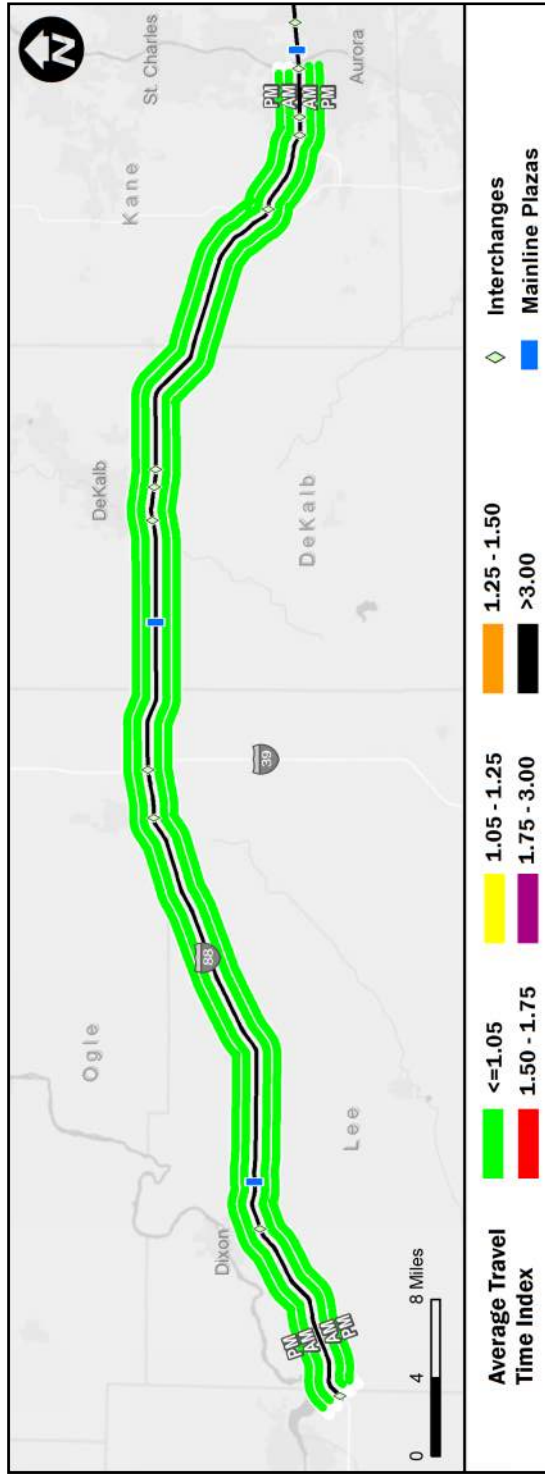 N
St. Charles
Kane
PM
AM
AM
PM
Aurora
DeKalb
DeKalb
39
88
Ogle
Lee
Dixon
PM
AM
AM
PM
0 4 8 Miles
Average Travel
Time Index
<=1.05
1.05 - 1.25
1.25 - 1.50
Interchanges
1.50 - 1.75
1.75 - 3.00
>3.00
Mainline Plazas